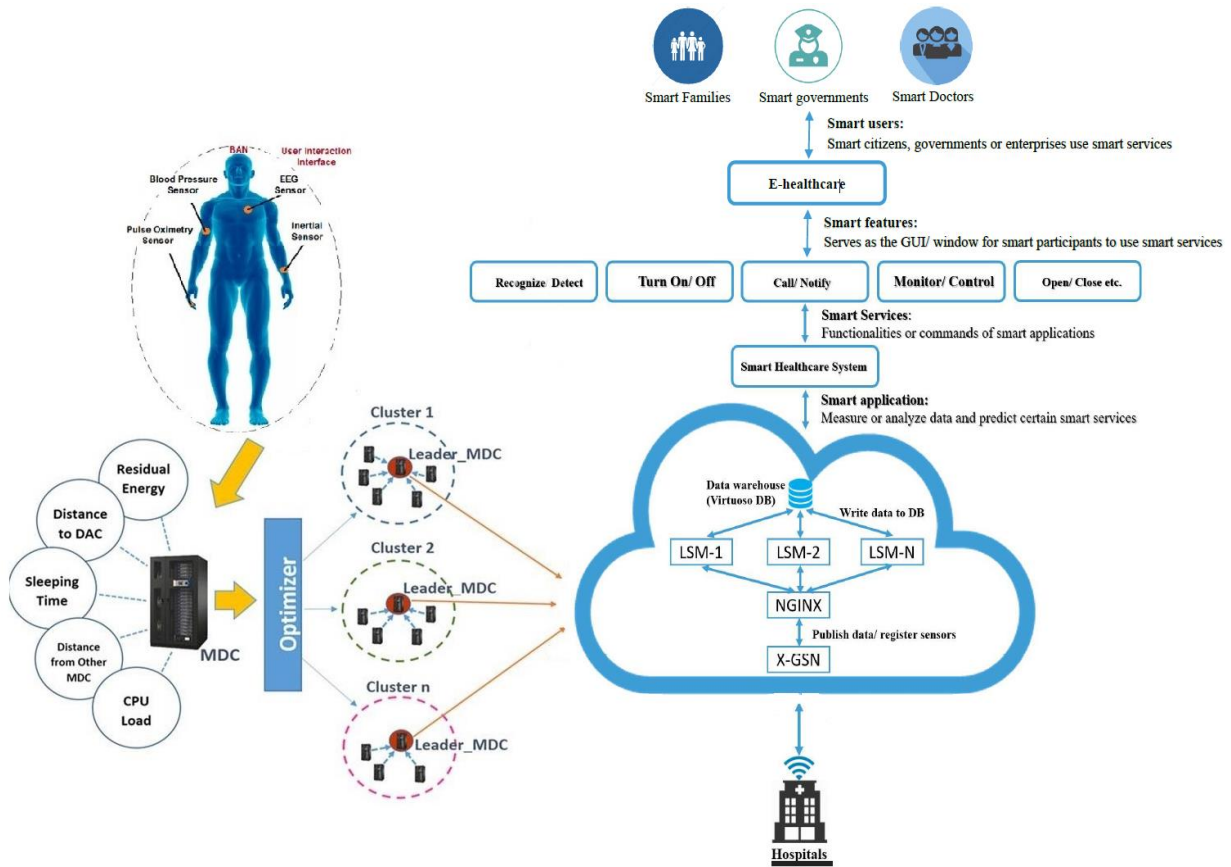 Smart Families
Smart governments
Smart Doctors
Smart users:
Smart citizens, governments or enterprises use smart services
E-healthcare
Smart features:
Serves as the GUI/ window for smart participants to use smart services
Recognize Detect
Turn On/ Off
Call/ Notify
Monitor/ Control
Open/ Close etc.
Smart Services:
Functionalities or commands of smart applications
Smart Healthcare System
Smart application:
Measure or analyze data and predict certain smart services
BAN
User Interaction
Interface
Blood Pressure
Sensor
EEG
Sensor
Pulse Oximetry
Sensor
Inertial
Sensor
Residual
Energy
Distance
to DAC
Sleeping
Time
Distance
from Other
MDC
CPU
Load
MDC
Optimizer
Cluster 1
Leader_MDC
Cluster 2
Leader_MDC
Cluster n
Leader_MDC
Data warehouse
(Virtuoso DB)
Write data to DB
LSM-1
LSM-2
LSM-N
NGINX
Publish data/ register sensors
X-GSN
Hospitals